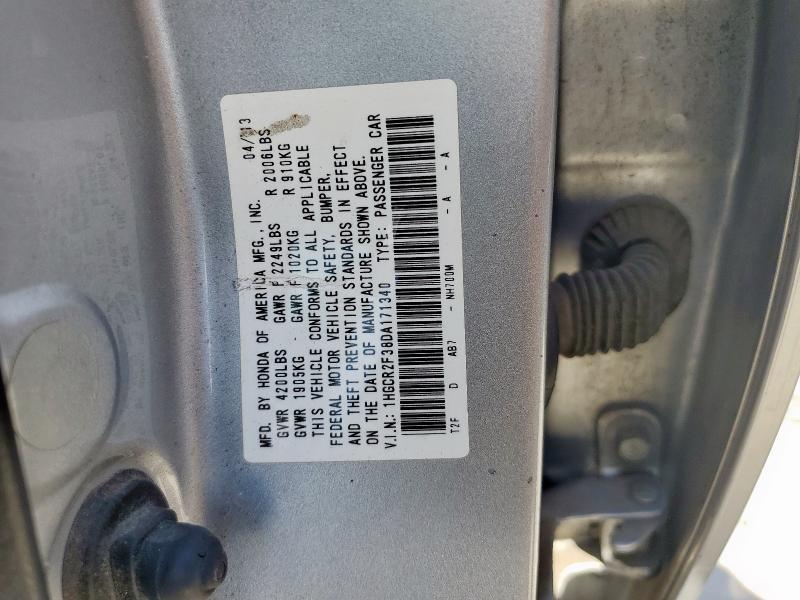 MFD. BY HONDA OF AMERICA MFG., INC. 04/13
GVWR 4200LBS GAWR F 2249LBS R 2006LBS
GVWR 1905KG - GAWR F 1020KG R 910KG
THIS VEHICLE CONFORMS TO ALL APPLICABLE
FEDERAL MOTOR VEHICLE SAFETY, BUMPER,
AND THEFT PREVENTION STANDARDS IN EFFECT
ON THE DATE OF MANUFACTURE SHOWN ABOVE.
V.I.N.: 1HGCR2F38DA171340 TYPE: PASSENGER CAR
T2F D AB7 - NH700M - A - A